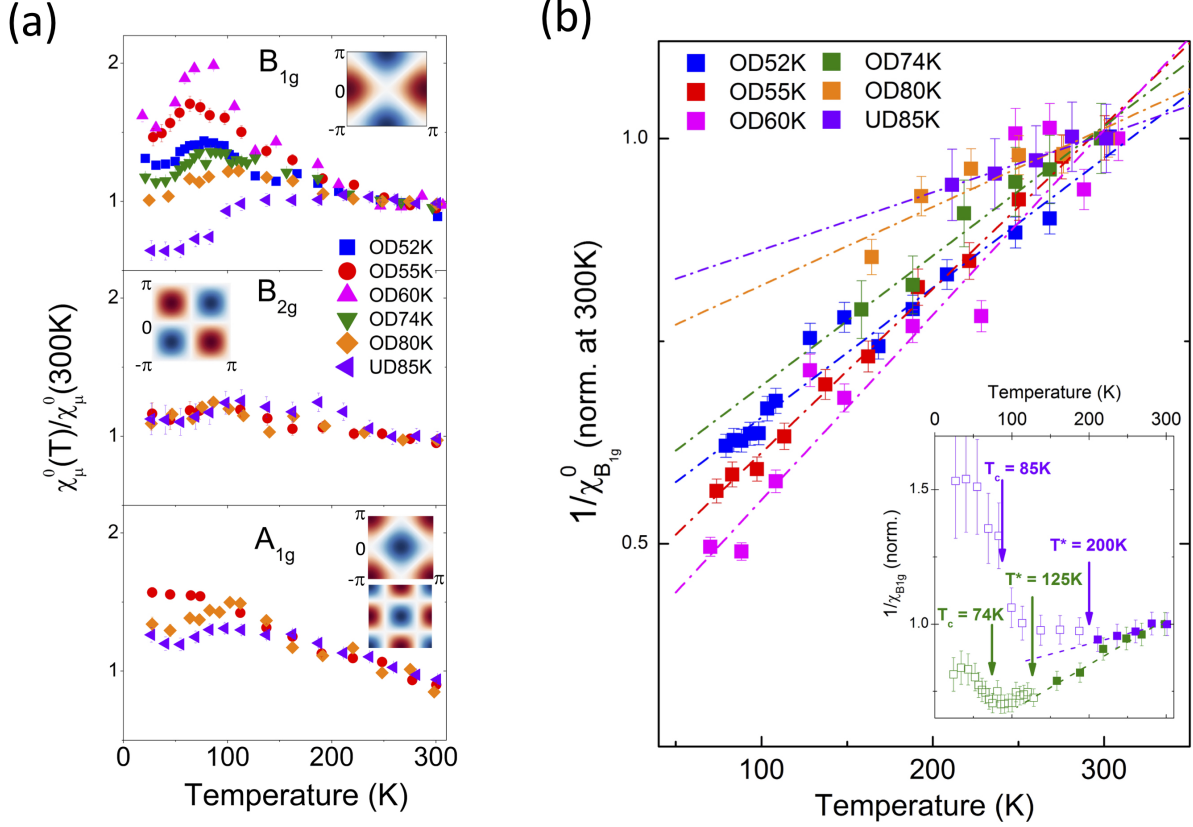 (a)
B1g
π
0
-π
π
2
1
OD52K
OD55K
OD60K
OD74K
OD80K
UD85K
B2g
π
0
-π
π
2
1
A1g
π
0
-π
π
2
1
χμ0(T)/χμ0(300K)
0
100
200
300
Temperature (K)
(b)
OD52K
OD55K
OD60K
OD74K
OD80K
UD85K
1.0
0.5
1/χ0B1g (norm. at 300K)
100
200
300
Temperature (K)
Temperature (K)
0
100
200
300
1.5
1.0
1/χB1g (norm.)
Tc = 85K
T* = 200K
T* = 125K
Tc = 74K